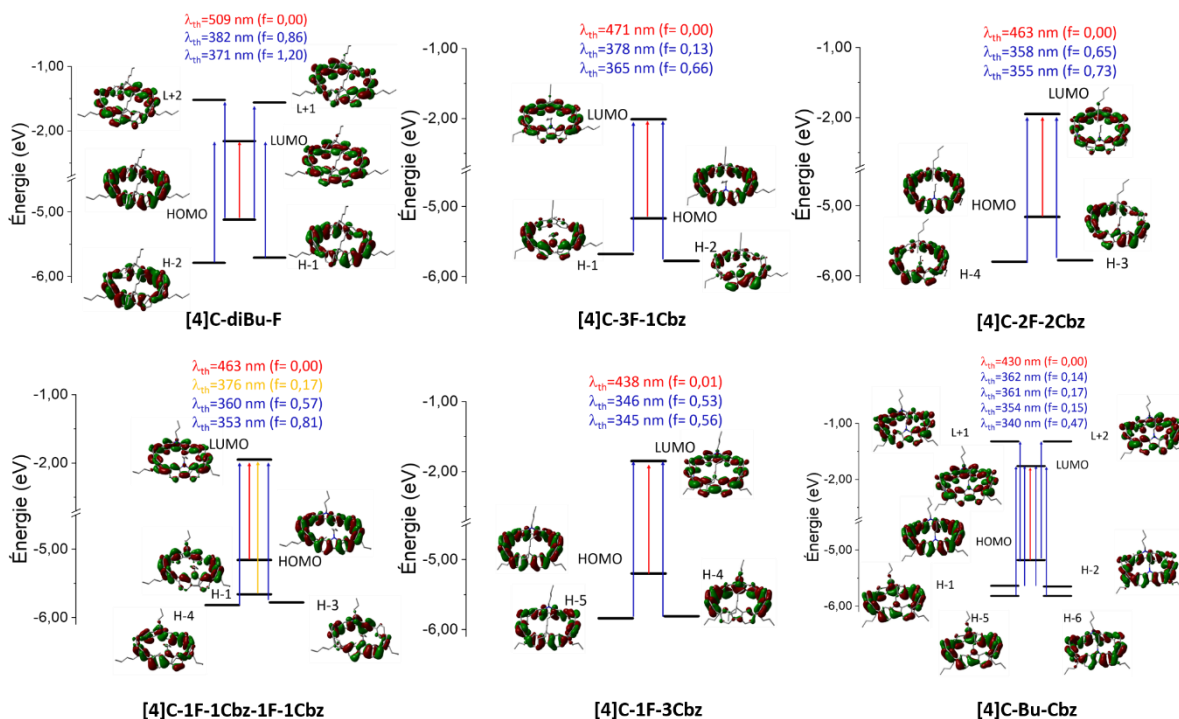 λth=509 nm (f= 0,00)
λth=382 nm (f= 0,86)
λth=371 nm (f= 1,20)
Énergie (eV)
-1,00
-2,00
-5,00
-6,00
L+2
L+1
LUMO
HOMO
H-2
H-1
[4]C-diBu-F
λth=471 nm (f= 0,00)
λth=378 nm (f= 0,13)
λth=365 nm (f= 0,66)
Énergie (eV)
-1,00
-2,00
-5,00
-6,00
LUMO
HOMO
H-1
H-2
[4]C-3F-1Cbz
λth=463 nm (f= 0,00)
λth=358 nm (f= 0,65)
λth=355 nm (f= 0,73)
Énergie (eV)
-1,00
-2,00
-5,00
-6,00
LUMO
HOMO
H-4
H-3
[4]C-2F-2Cbz
λth=463 nm (f= 0,00)
λth=376 nm (f= 0,17)
λth=360 nm (f= 0,57)
λth=353 nm (f= 0,81)
Énergie (eV)
-1,00
-2,00
-5,00
-6,00
LUMO
HOMO
H-1
H-4
H-3
[4]C-1F-1Cbz-1F-1Cbz
λth=438 nm (f= 0,01)
λth=346 nm (f= 0,53)
λth=345 nm (f= 0,56)
Énergie (eV)
-1,00
-2,00
-5,00
-6,00
LUMO
HOMO
H-5
H-4
[4]C-1F-3Cbz
λth=430 nm (f= 0,00)
λth=362 nm (f= 0,14)
λth=361 nm (f= 0,17)
λth=354 nm (f= 0,15)
λth=340 nm (f= 0,47)
Énergie (eV)
-1,00
-2,00
-5,00
-6,00
L+1
L+2
LUMO
HOMO
H-1
H-2
H-5
H-6
[4]C-Bu-Cbz